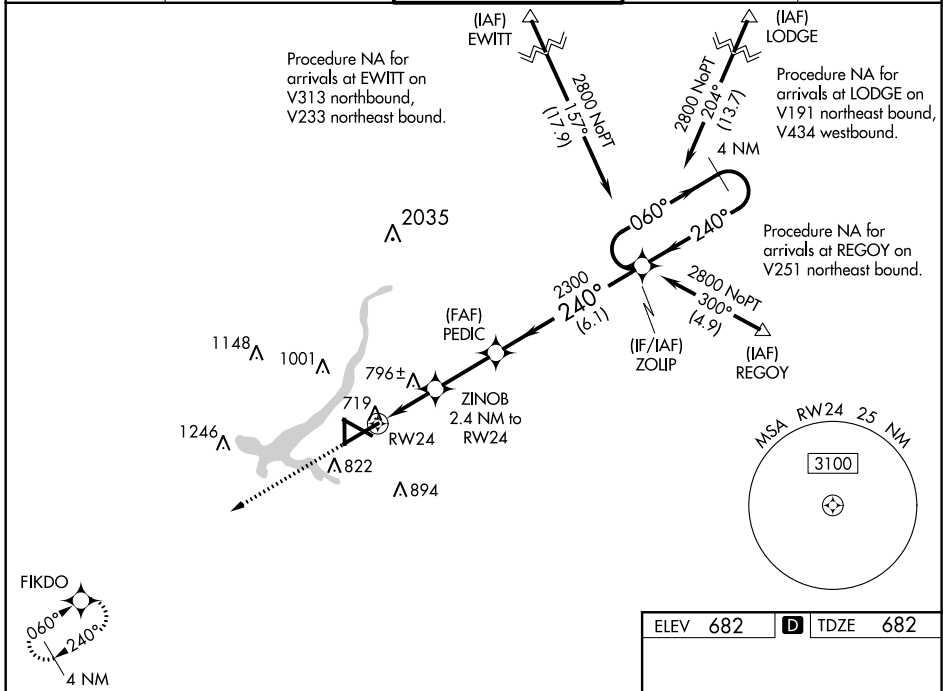 (IAF)
EWITT
(IAF)
LODGE
Procedure NA for
arrivals at EWITT on
V313 northbound,
V233 northeast bound.
2800 NoPT
157°
(17.9)
2800 NoPT
204°
(13.7)
Procedure NA for
arrivals at LODGE on
V191 northeast bound,
V434 westbound.
4 NM
060°
240°
2035
Procedure NA for
arrivals at REGOY on
V251 northeast bound.
2300
240°
(6.1)
2800 NoPT
300°
(4.9)
(FAF)
PEDIC
(IF/IAF)
ZOLIP
(IAF)
REGOY
1148
1001
796±
ZINOB
2.4 NM to
RW24
719
RW24
1246
822
894
MSA RW24 25 NM
3100
FIKDO
060°
240°
4 NM
ELEV 682 D TDZE 682